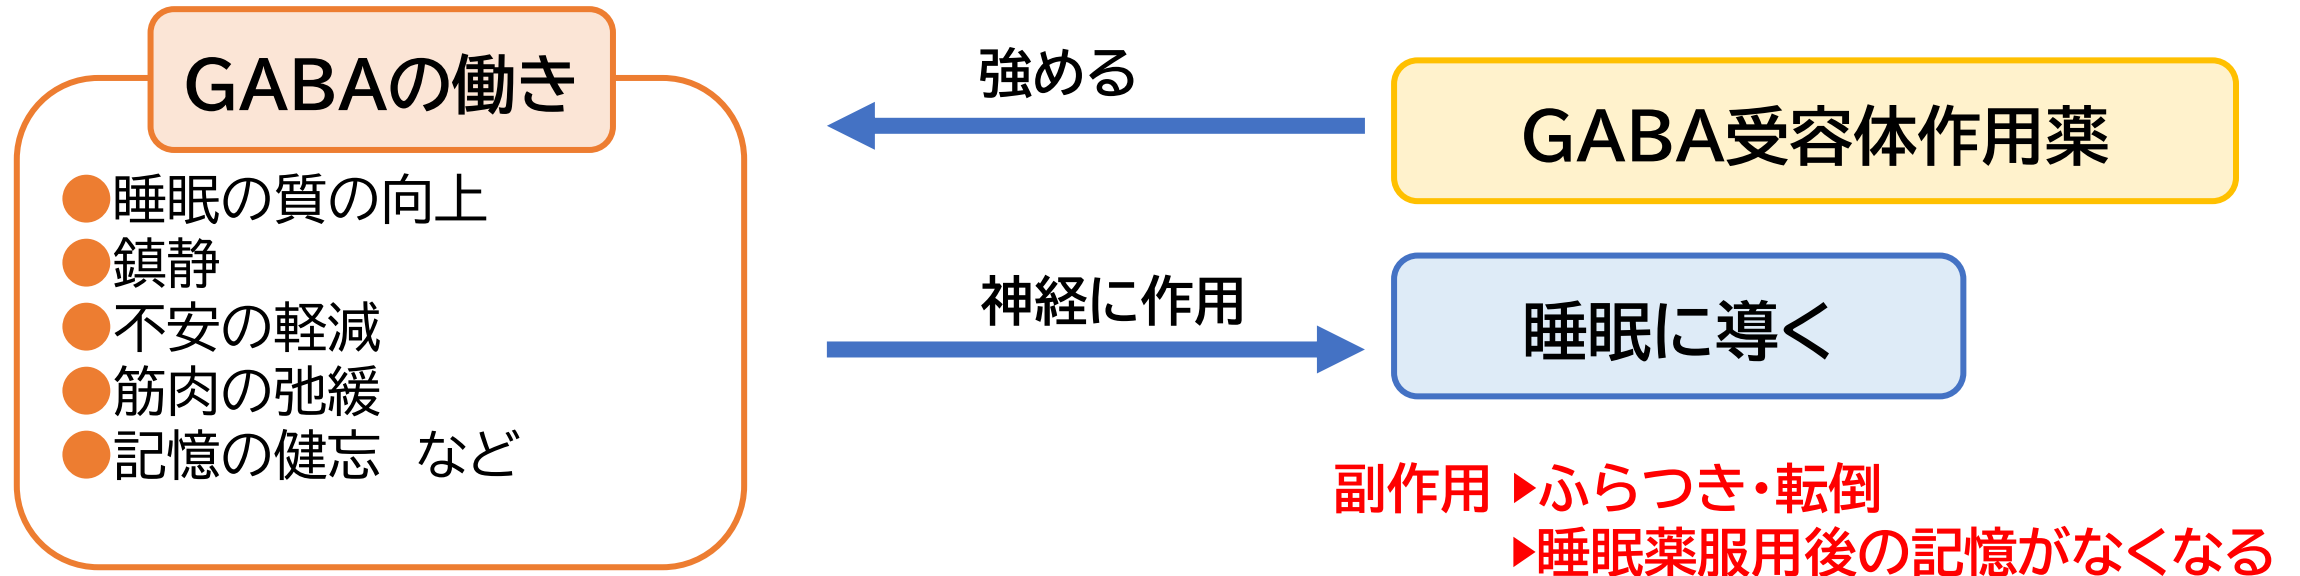 GABAの働き
●睡眠の質の向上
●鎮静
●不安の軽減
●筋肉の弛緩
●記憶の健忘　など
強める
GABA受容体作用薬
神経に作用
睡眠に導く
副作用 ▶ふらつき・転倒
▶睡眠薬服用後の記憶がなくなる